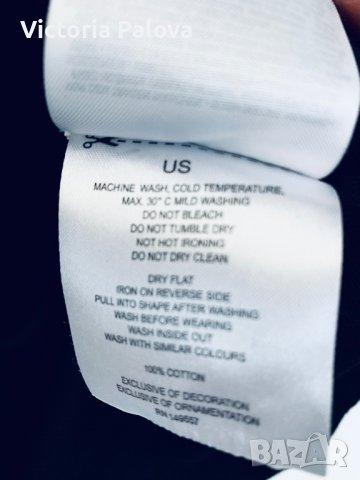 Victoria Palova
US
MACHINE WASH, COLD TEMPERATURE,
MAX. 30° C MILD WASHING
DO NOT BLEACH
DO NOT TUMBLE DRY
NOT HOT IRONING
DO NOT DRY CLEAN
DRY FLAT
IRON ON REVERSE SIDE
PULL INTO SHAPE AFTER WASHING
WASH BEFORE WEARING
WASH INSIDE OUT
WASH WITH SIMILAR COLOURS
100% COTTON
EXCLUSIVE OF DECORATION
EXCLUSIVE OF ORNAMENTATION
RN 149557
BAZAR